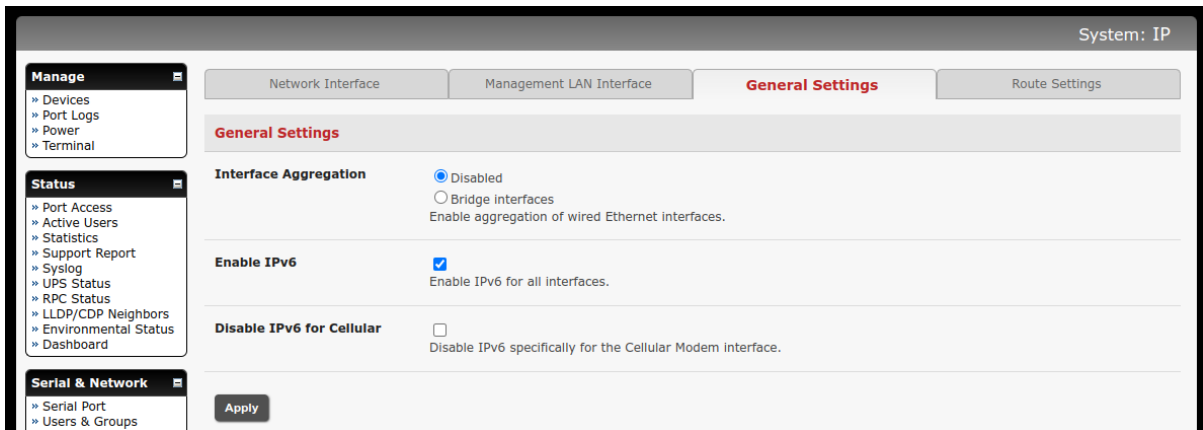 System: IP
Manage
» Devices
» Port Logs
» Power
» Terminal
Status
» Port Access
» Active Users
» Statistics
» Support Report
» Syslog
» UPS Status
» RPC Status
» LLDP/CDP Neighbors
» Environmental Status
» Dashboard
Serial & Network
» Serial Port
» Users & Groups
Network Interface
Management LAN Interface
General Settings
Route Settings
General Settings
Interface Aggregation
Disabled
Bridge interfaces
Enable aggregation of wired Ethernet interfaces.
Enable IPv6
Enable IPv6 for all interfaces.
Disable IPv6 for Cellular
Disable IPv6 specifically for the Cellular Modem interface.
Apply